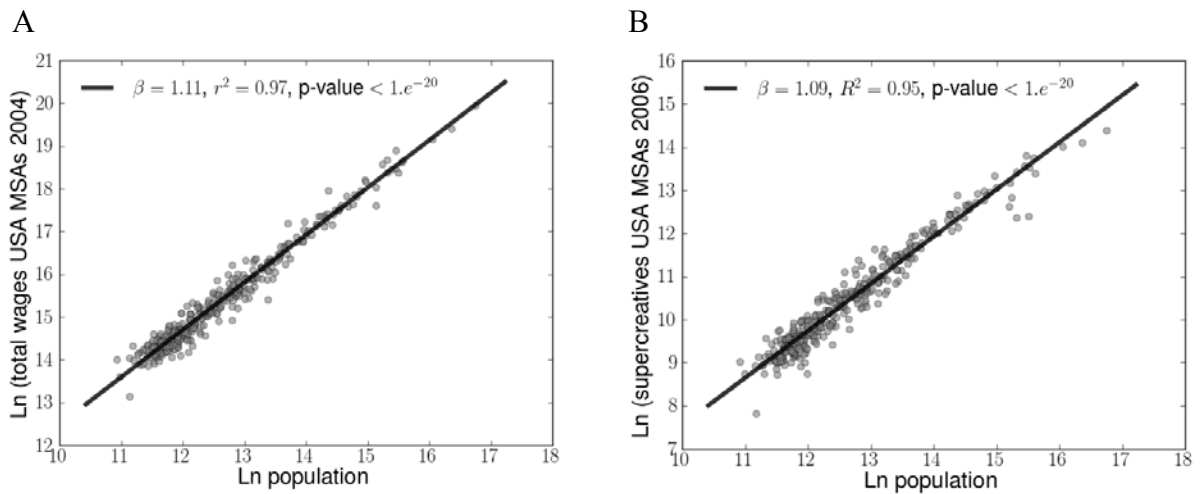 A
B
β = 1.11, r² = 0.97, p-value < 1.e⁻²⁰
Ln (total wages USA MSAs 2004)
21
20
19
18
17
16
15
14
13
12
10 11 12 13 14 15 16 17 18
Ln population
β = 1.09, R² = 0.95, p-value < 1.e⁻²⁰
Ln (supercreatives USA MSAs 2006)
16
15
14
13
12
11
10
9
8
7
10 11 12 13 14 15 16 17 18
Ln population